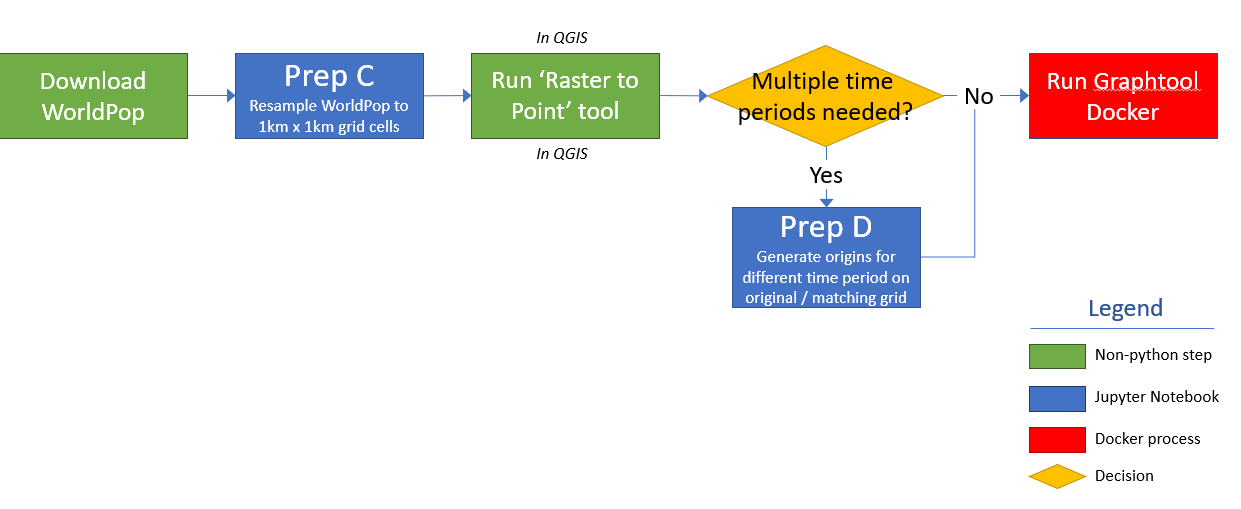 Download
WorldPop
Prep C
Resample WorldPop to
1km x 1km grid cells
In QGIS
Run ‘Raster to
Point’ tool
In QGIS
Multiple time
periods needed?
No
Run Graphtool
Docker
Yes
Prep D
Generate origins for
different time period on
original / matching grid
Legend
Non-python step
Jupyter Notebook
Docker process
Decision